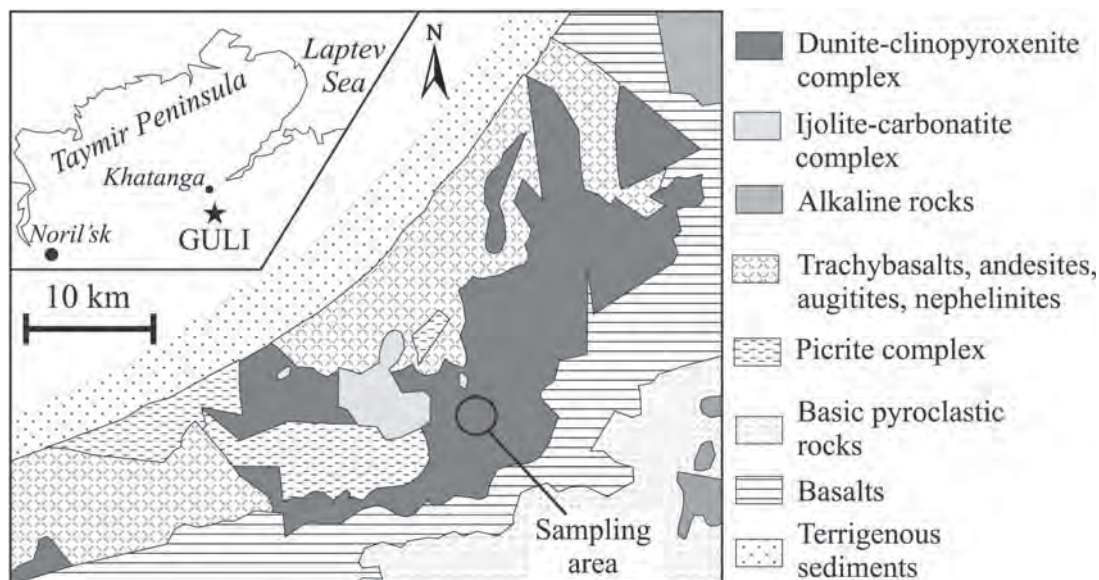 Laptev
Sea
Taymir Peninsula
Khatanga
Noril'sk
GULI
N
10 km
Sampling
area
Dunite-clinopyroxenite
complex
Ijolite-carbonatite
complex
Alkaline rocks
Trachybasalts, andesites,
augitites, nephelinites
Picrite complex
Basic pyroclastic
rocks
Basalts
Terrigenous
sediments